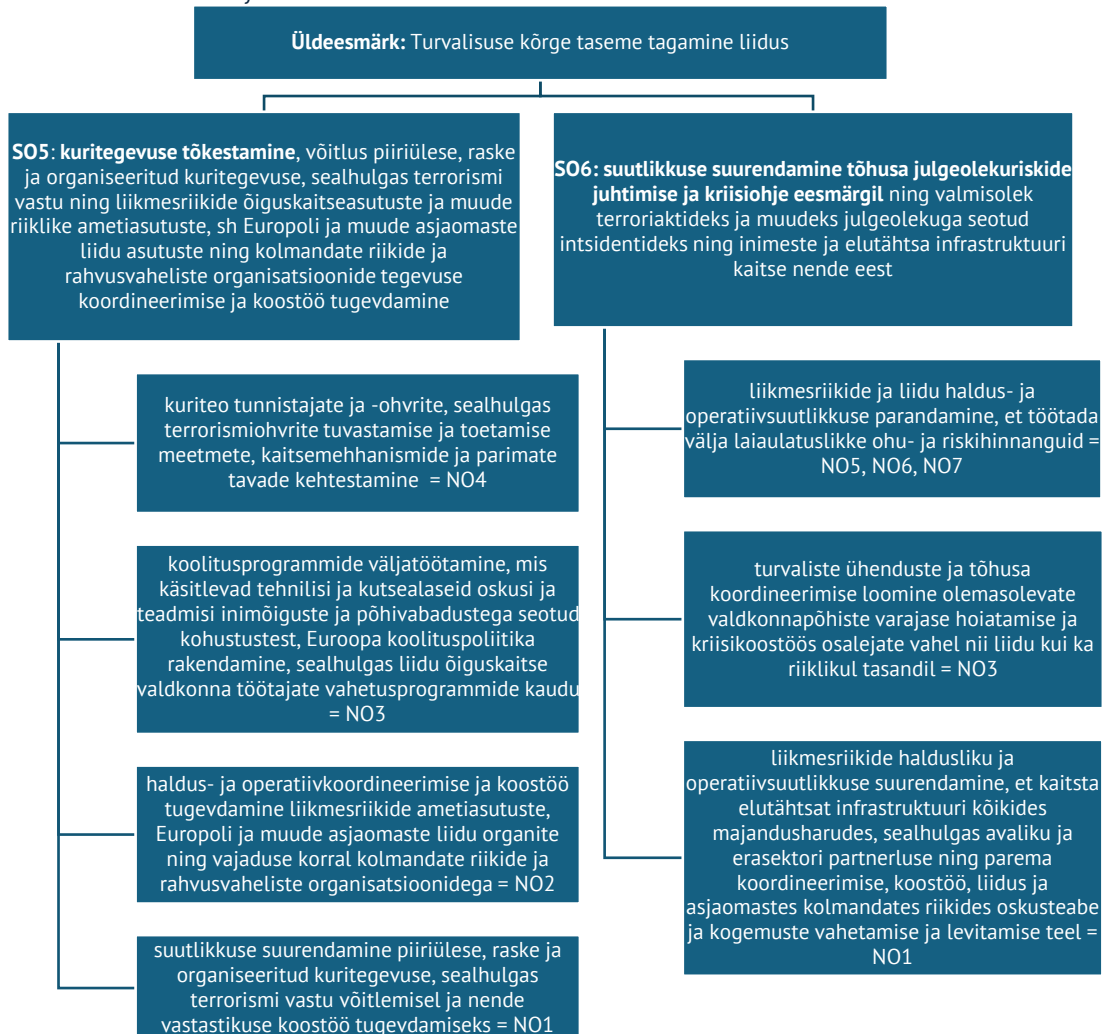 Üldeesmärk: Turvalisuse kõrge taseme tagamine liidus
SO5: kuritegevuse tõkestamine, võitlus piiriülese, raske
ja organiseeritud kuritegevuse, sealhulgas terrorismi
vastu ning liikmesriikide õiguskaitseasutuste ja muude
riiklike ametiasutuste, sh Europoli ja muude asjaomaste
liidu asutuste ning kolmandate riikide ja
rahvusvaheliste organisatsioonide tegevuse
koordineerimise ja koostöö tugevdamine
kuriteo tunnistajate ja -ohvrite, sealhulgas
terrorismiohvrite tuvastamise ja toetamise
meetmete, kaitsemehhanismide ja parimate
tavade kehtestamine = NO4
koolitusprogrammide väljatöötamine, mis
käsitlevad tehnilisi ja kutsealaseid oskusi ja
teadmisi inimõiguste ja põhivabadustega seotud
kohustustest, Euroopa koolituspoliitika
rakendamine, sealhulgas liidu õiguskaitse
valdkonna töötajate vahetusprogrammide kaudu
= NO3
haldus- ja operatiivkoordineerimise ja koostöö
tugevdamine liikmesriikide ametiasutuste,
Europoli ja muude asjaomaste liidu organite
ning vajaduse korral kolmandate riikide ja
rahvusvaheliste organisatsioonidega = NO2
suutlikkuse suurendamine piiriülese, raske ja
organiseeritud kuritegevuse, sealhulgas
terrorismi vastu võitlemisel ja nende
vastastikuse koostöö tugevdamiseks = NO1
SO6: suutlikkuse suurendamine tõhusa julgeolekuriskide
juhtimise ja kriisiohje eesmärgil ning valmisolek
terroriaktideks ja muudeks julgeolekuga seotud
intsidentideks ning inimeste ja elutähtsa infrastruktuuri
kaitse nende eest
liikmesriikide ja liidu haldus- ja
operatiivsuutlikkuse parandamine, et töötada
välja laiaulatuslikke ohu- ja riskihinnanguid =
NO5, NO6, NO7
turvaliste ühenduste ja tõhusa
koordineerimise loomine olemasolevate
valdkonnapõhiste varajase hoiatamise ja
kriisikoostöös osalejate vahel nii liidu kui ka
riiklikul tasandil = NO3
liikmesriikide haldusliku ja
operatiivsuutlikkuse suurendamine, et kaitsta
elutähtsat infrastruktuuri kõikides
majandusharudes, sealhulgas avaliku ja
erasektori partnerluse ning parema
koordineerimise, koostöö, liidus ja
asjaomastes kolmandates riikides oskusteabe
ja kogemuste vahetamise ja levitamise teel =
NO1